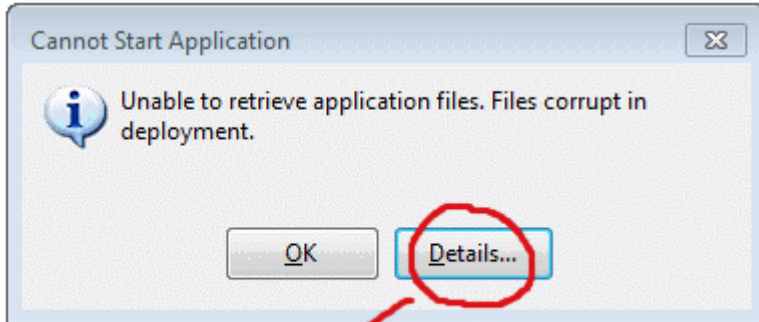 Cannot Start Application
Unable to retrieve application files. Files corrupt in
deployment.
OK
Details...